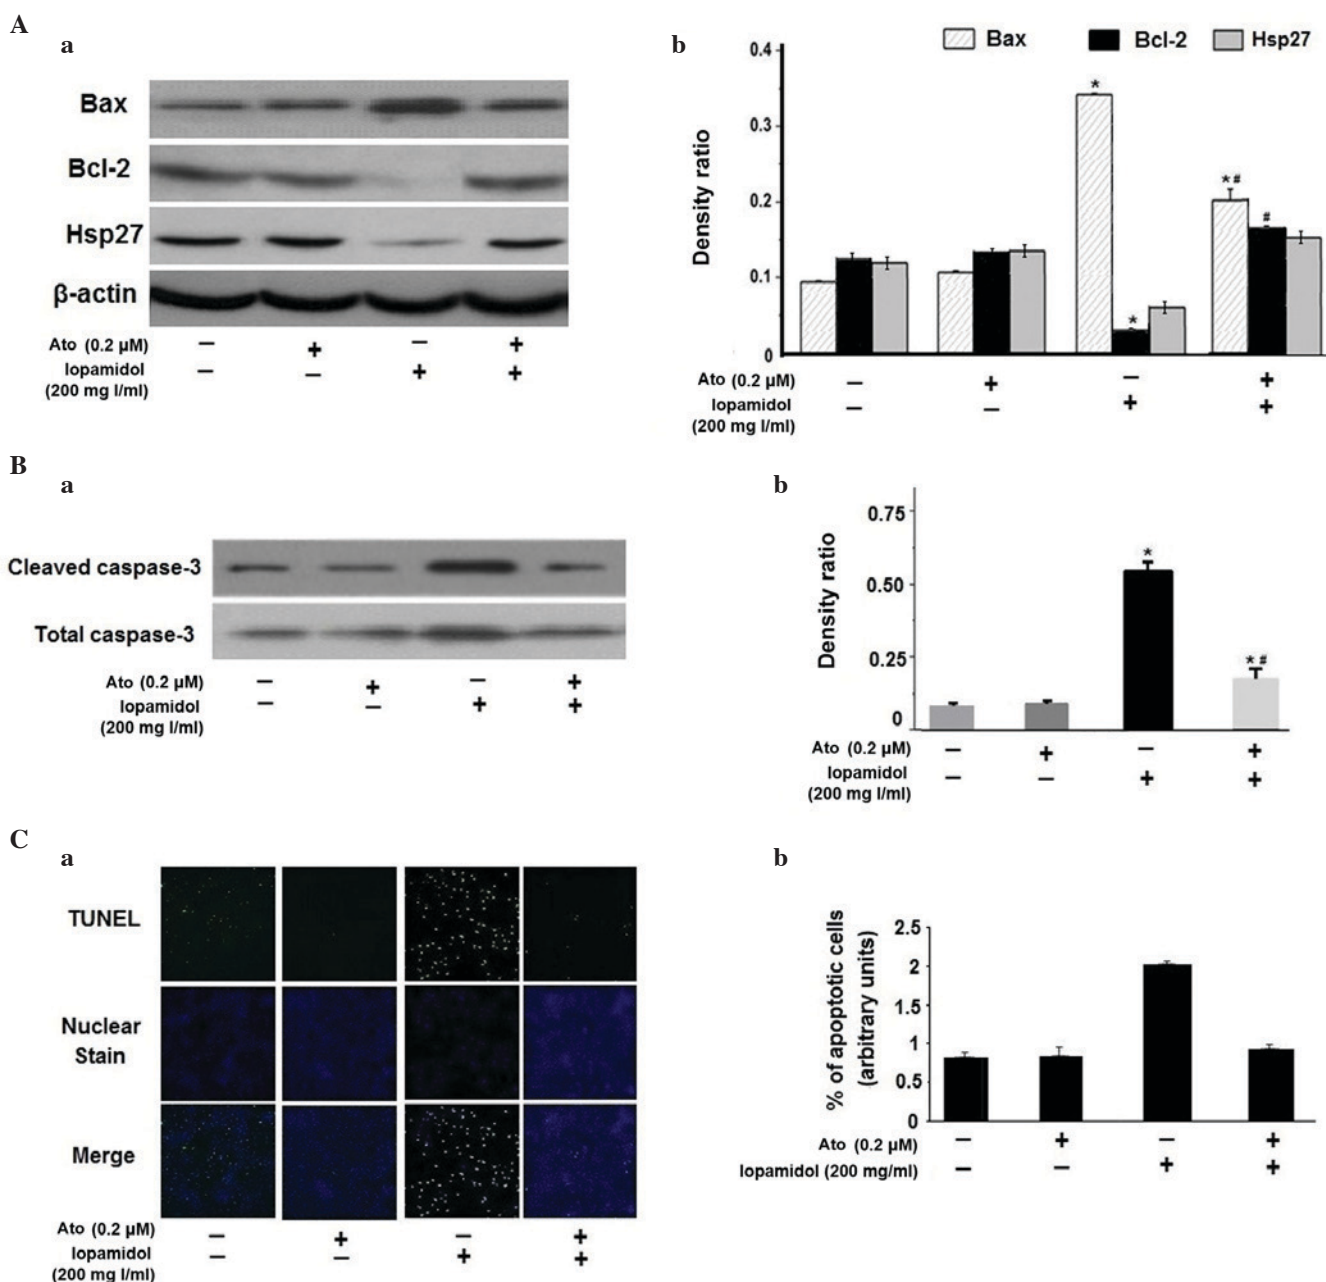 A
a
Bax
Bcl-2
Hsp27
β-actin
Ato (0.2 µM) − + − +
Iopamidol − − + +
(200 mg I/ml)
b
Bax Bcl-2 Hsp27
0.4
0.3
0.2
0.1
0
Density ratio
*
*
*#
#
Ato (0.2 µM) − + − +
Iopamidol − − + +
(200 mg I/ml)
B
a
Cleaved caspase-3
Total caspase-3
Ato (0.2 µM) − + − +
Iopamidol − − + +
(200 mg I/ml)
b
0.75
0.50
0.25
0
Density ratio
*
*#
Ato (0.2 µM) − + − +
Iopamidol − − + +
(200 mg I/ml)
C
a
TUNEL
Nuclear
Stain
Merge
Ato (0.2 µM) − + − +
Iopamidol − − + +
(200 mg I/ml)
b
2.5
2
1.5
1
0.5
0
% of apoptotic cells
(arbitrary units)
Ato (0.2 µM) − + − +
Iopamidol (200 mg/ml) − − + +